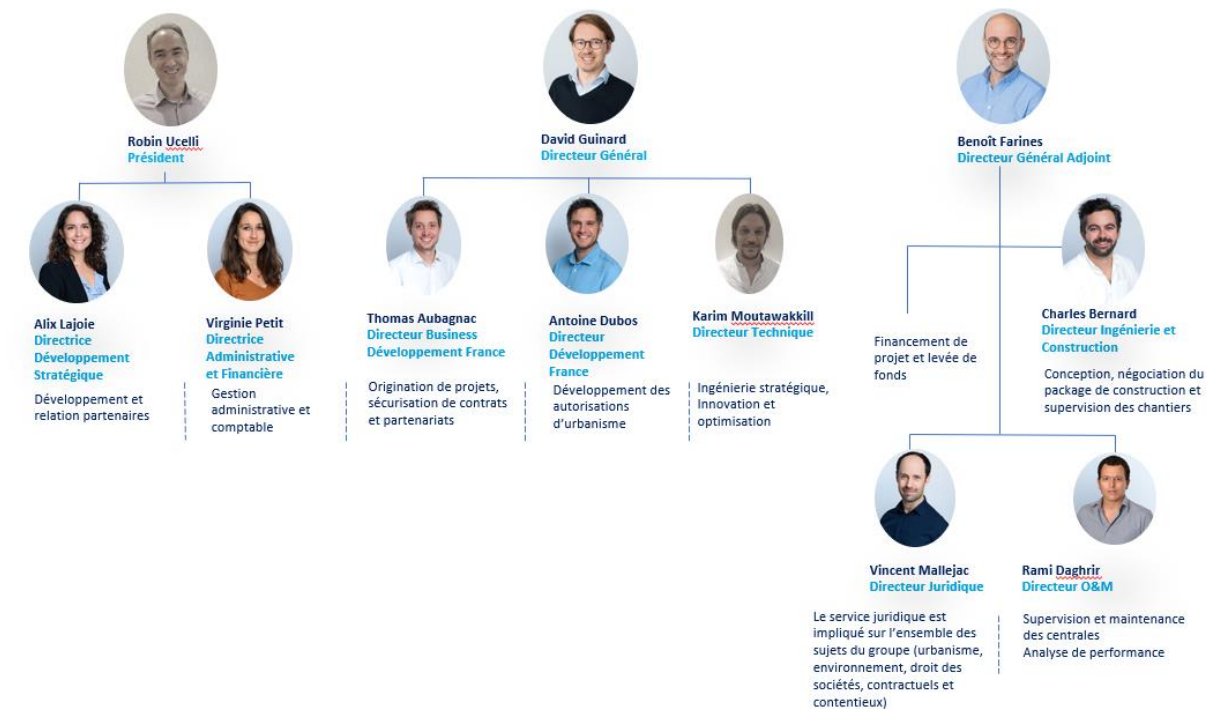 Robin Ucelli
Président
David Guinard
Directeur Général
Benoît Farines
Directeur Général Adjoint
Alix Lajoie
Directrice
Développement
Stratégique
Développement et
relation partenaires
Virginie Petit
Directrice
Administrative
et Financière
Gestion
administrative et
comptable
Thomas Aubagnac
Directeur Business
Développement France
Origination de projets,
sécurisation de contrats
et partenariats
Antoine Dubos
Directeur
Développement
France
Développement des
autorisations
d’urbanisme
Karim Moutawakkill
Directeur Technique
Ingénierie stratégique,
Innovation et
optimisation
Financement de
projet et levée de
fonds
Charles Bernard
Directeur Ingénierie et
Construction
Conception, négociation du
package de construction et
supervision des chantiers
Vincent Mallejac
Directeur Juridique
Le service juridique est
impliqué sur l’ensemble des
sujets du groupe (urbanisme,
environnement, droit des
sociétés, contractuels et
contentieux)
Rami Daghrir
Directeur O&M
Supervision et maintenance
des centrales
Analyse de performance